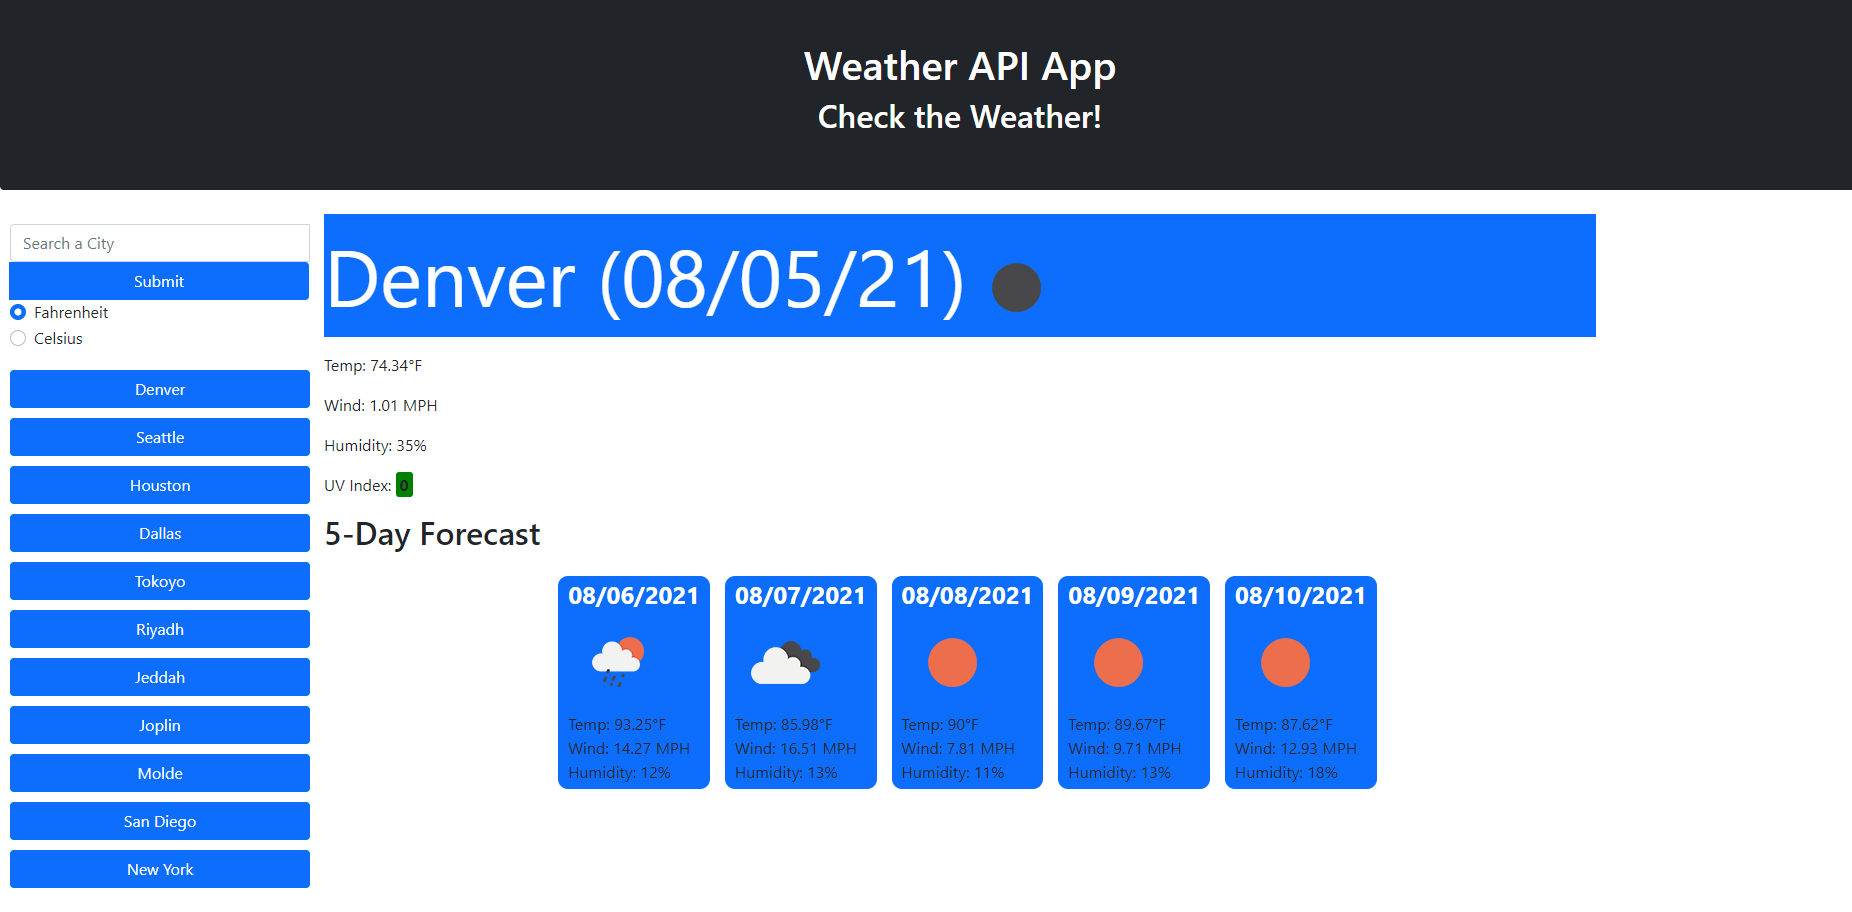 Weather API App
Check the Weather!
Search a City
Submit
Fahrenheit
Celsius
Denver
Seattle
Houston
Dallas
Tokoyo
Riyadh
Jeddah
Joplin
Molde
San Diego
New York
Denver (08/05/21)
Temp: 74.34°F
Wind: 1.01 MPH
Humidity: 35%
UV Index: 0
5-Day Forecast
08/06/2021
Temp: 93.25°F
Wind: 14.27 MPH
Humidity: 12%
08/07/2021
Temp: 85.98°F
Wind: 16.51 MPH
Humidity: 13%
08/08/2021
Temp: 90°F
Wind: 7.81 MPH
Humidity: 11%
08/09/2021
Temp: 89.67°F
Wind: 9.71 MPH
Humidity: 13%
08/10/2021
Temp: 87.62°F
Wind: 12.93 MPH
Humidity: 18%